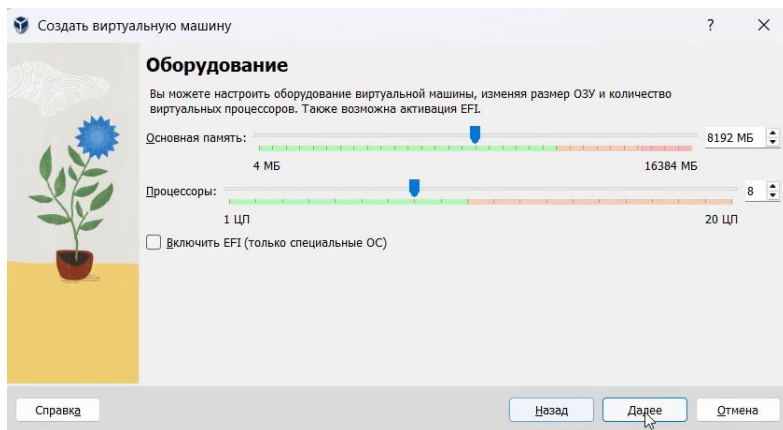 Создать виртуальную машину
?
Оборудование
Вы можете настроить оборудование виртуальной машины, изменяя размер ОЗУ и количество
виртуальных процессоров. Также возможна активация EFI.
Основная память: 8192 МБ
4 МБ 16384 МБ
Процессоры: 8
1 ЦП 20 ЦП
Включить EFI (только специальные ОС)
Справка Назад Далее Отмена